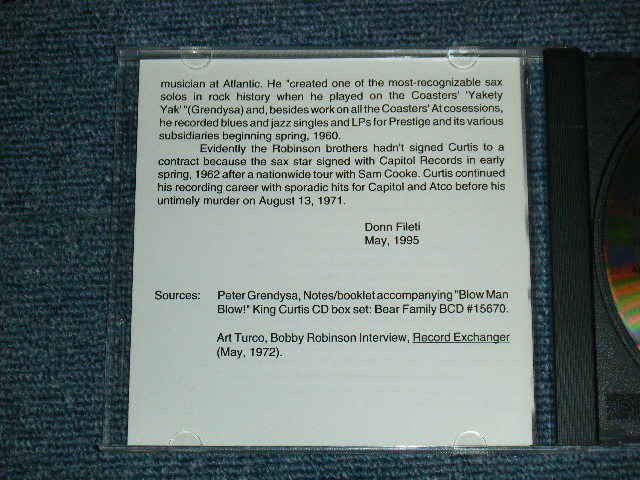 musician at Atlantic. He "created one of the most-recognizable sax
solos in rock history when he played on the Coasters' 'Yakety
Yak' "(Grendysa) and, besides work on all the Coasters' At cosessions,
he recorded blues and jazz singles and LPs for Prestige and its various
subsidiaries beginning spring, 1960.
Evidently the Robinson brothers hadn't signed Curtis to a
contract because the sax star signed with Capitol Records in early
spring, 1962 after a nationwide tour with Sam Cooke. Curtis continued
his recording career with sporadic hits for Capitol and Atco before his
untimely murder on August 13, 1971.
Donn Fileti
May, 1995
Sources: Peter Grendysa, Notes/booklet accompanying "Blow Man
Blow!" King Curtis CD box set: Bear Family BCD #15670.
Art Turco, Bobby Robinson Interview, Record Exchanger
(May, 1972).